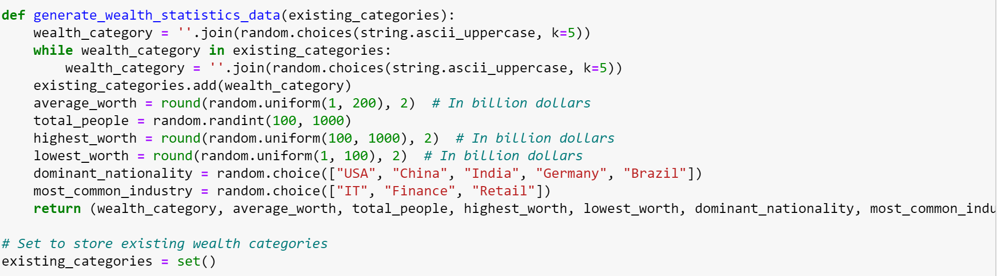 def generate_wealth_statistics_data(existing_categories):
    wealth_category = ''.join(random.choices(string.ascii_uppercase, k=5))
    while wealth_category in existing_categories:
        wealth_category = ''.join(random.choices(string.ascii_uppercase, k=5))
    existing_categories.add(wealth_category)
    average_worth = round(random.uniform(1, 200), 2)  # In billion dollars
    total_people = random.randint(100, 1000)
    highest_worth = round(random.uniform(100, 1000), 2)  # In billion dollars
    lowest_worth = round(random.uniform(1, 100), 2)  # In billion dollars
    dominant_nationality = random.choice(["USA", "China", "India", "Germany", "Brazil"])
    most_common_industry = random.choice(["IT", "Finance", "Retail"])
    return (wealth_category, average_worth, total_people, highest_worth, lowest_worth, dominant_nationality, most_common_indu
# Set to store existing wealth categories
existing_categories = set()